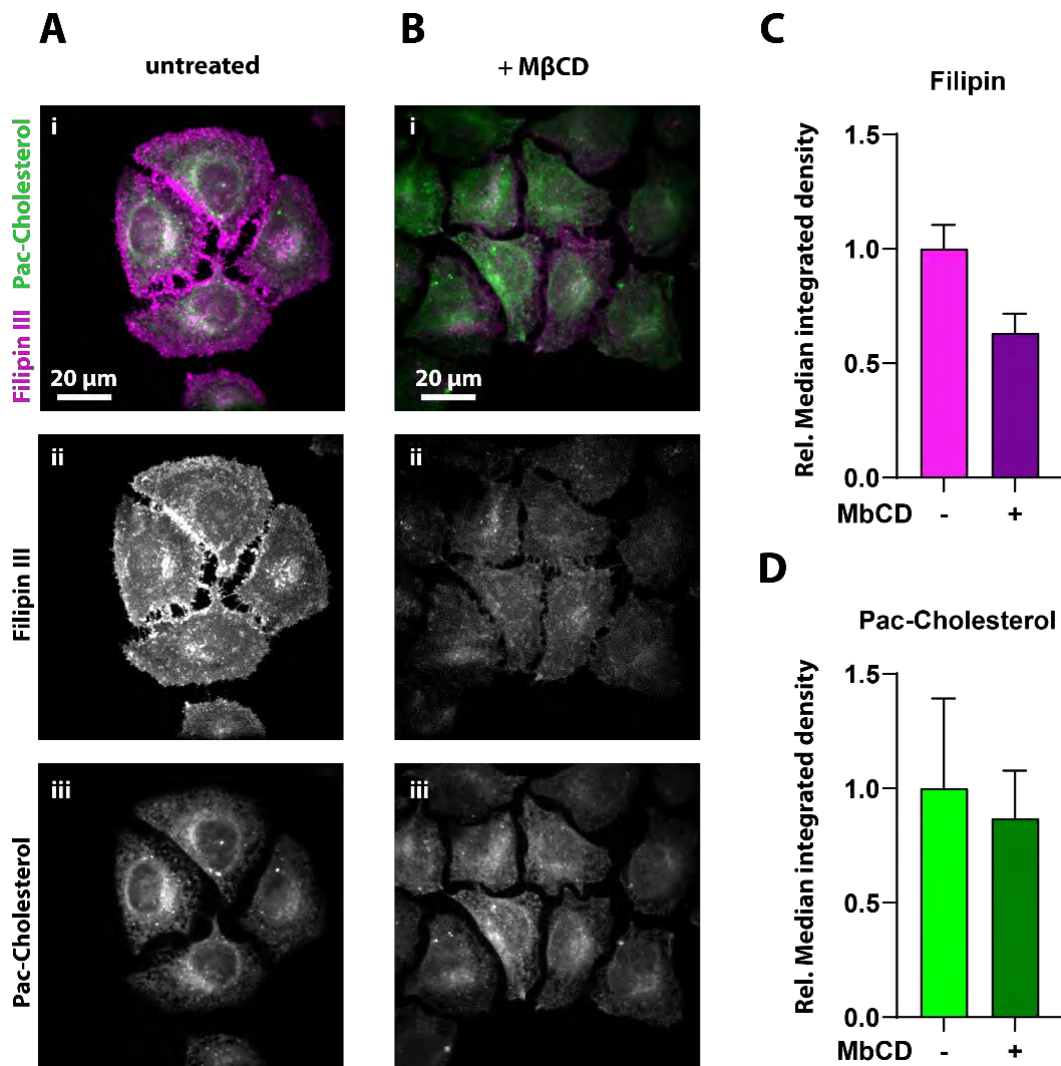 A
untreated
i
Filipin III Pac-Cholesterol
20 µm
ii
Filipin III
iii
Pac-Cholesterol
B
+ MβCD
i
20 µm
ii
iii
C
Filipin
Rel. Median integrated density
1.5
1.0
0.5
0.0
MbCD - +
D
Pac-Cholesterol
Rel. Median integrated density
1.5
1.0
0.5
0.0
MbCD - +